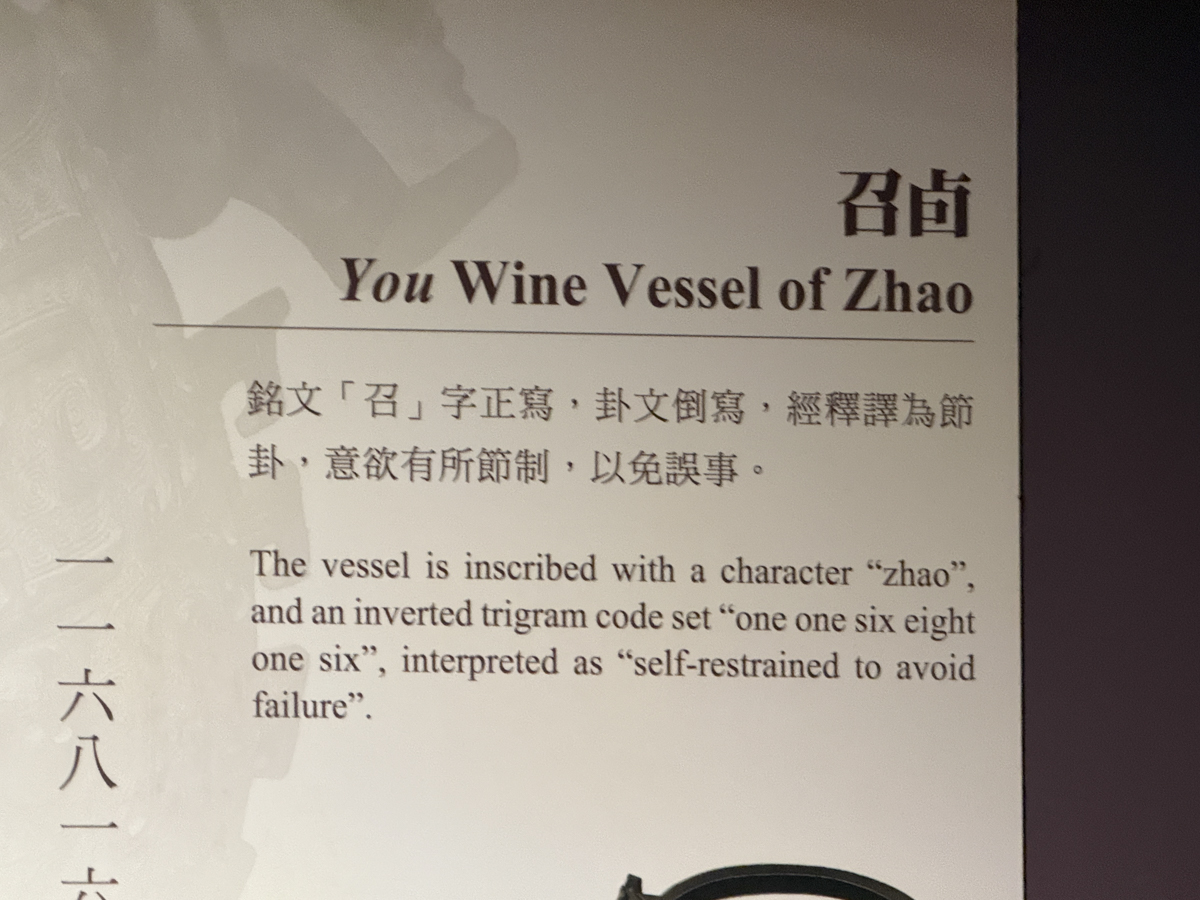 召卣
You Wine Vessel of Zhao
銘文「召」字正寫，卦文倒寫，經釋譯為節
卦，意欲有所節制，以免誤事。
The vessel is inscribed with a character “zhao”,
and an inverted trigram code set “one one six eight
one six”, interpreted as “self-restrained to avoid
failure”.
一一六八一六